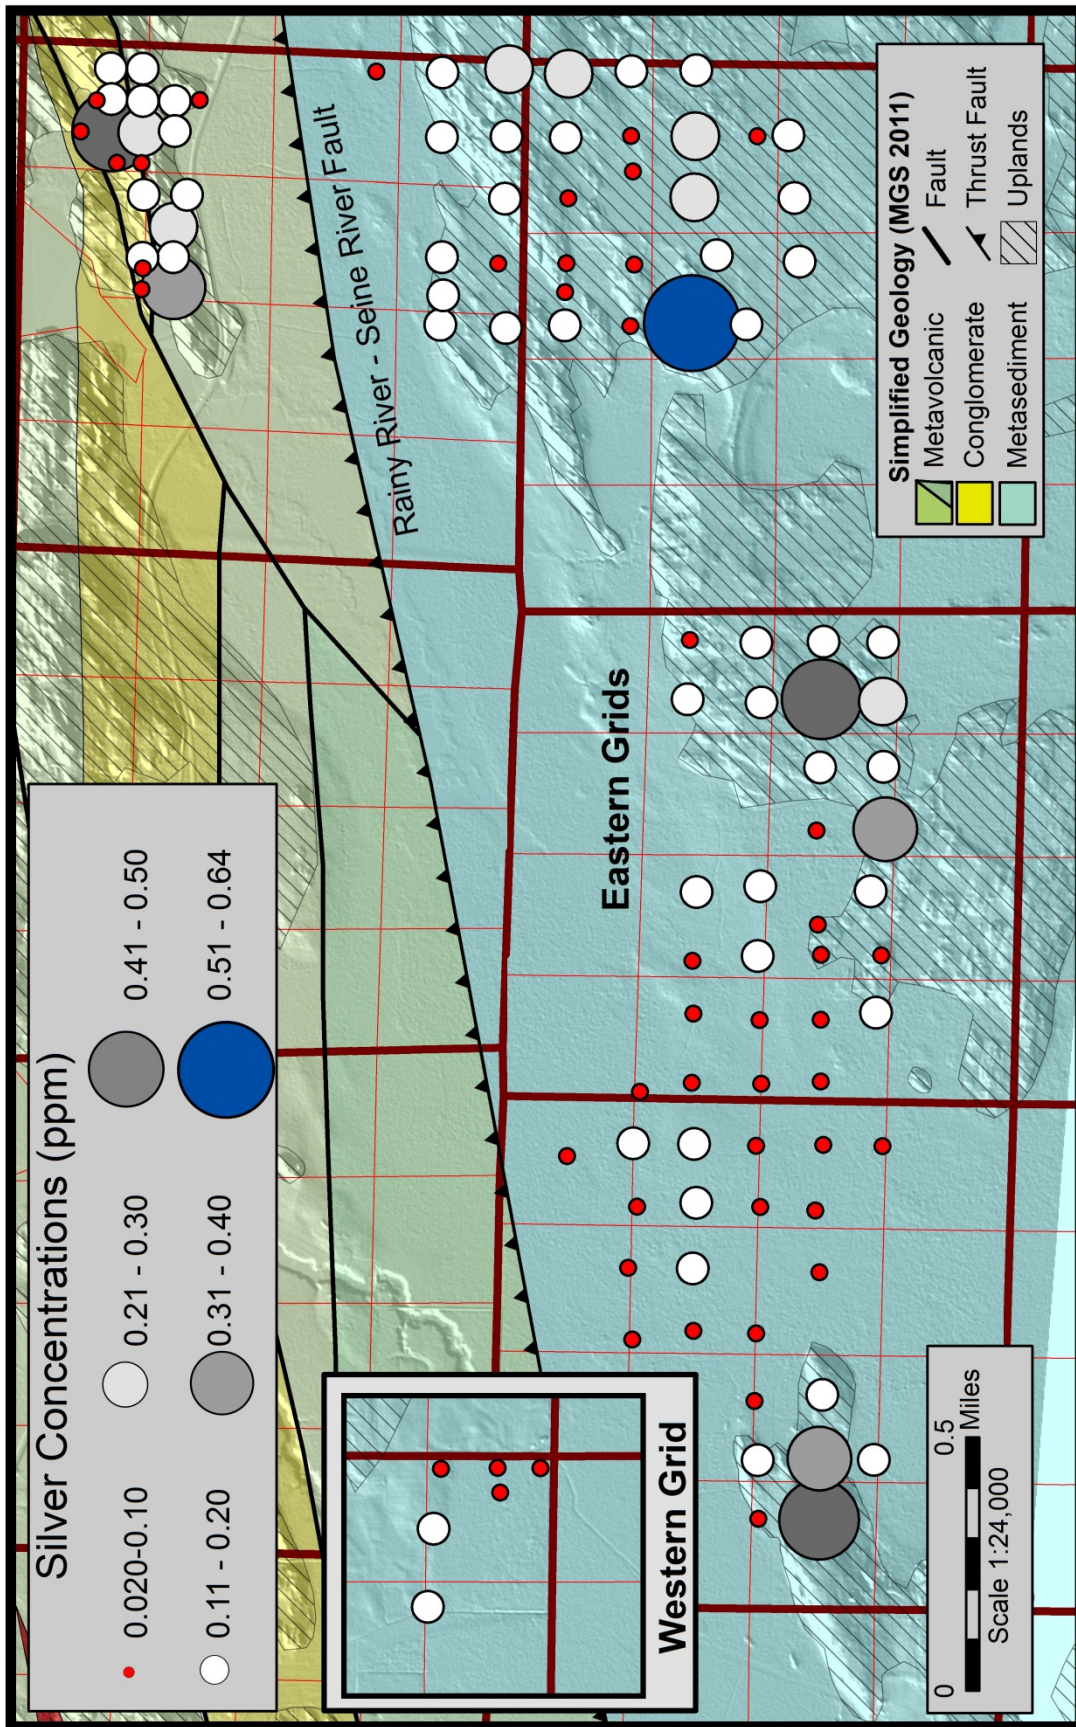 Silver Concentrations (ppm)
0.020-0.10
0.21 - 0.30
0.41 - 0.50
0.11 - 0.20
0.31 - 0.40
0.51 - 0.64
Rainy River - Seine River Fault
Eastern Grids
Western Grid
0
0.5
Miles
Scale 1:24,000
Simplified Geology (MGS 2011)
Metavolcanic
Fault
Conglomerate
Thrust Fault
Metasediment
Uplands